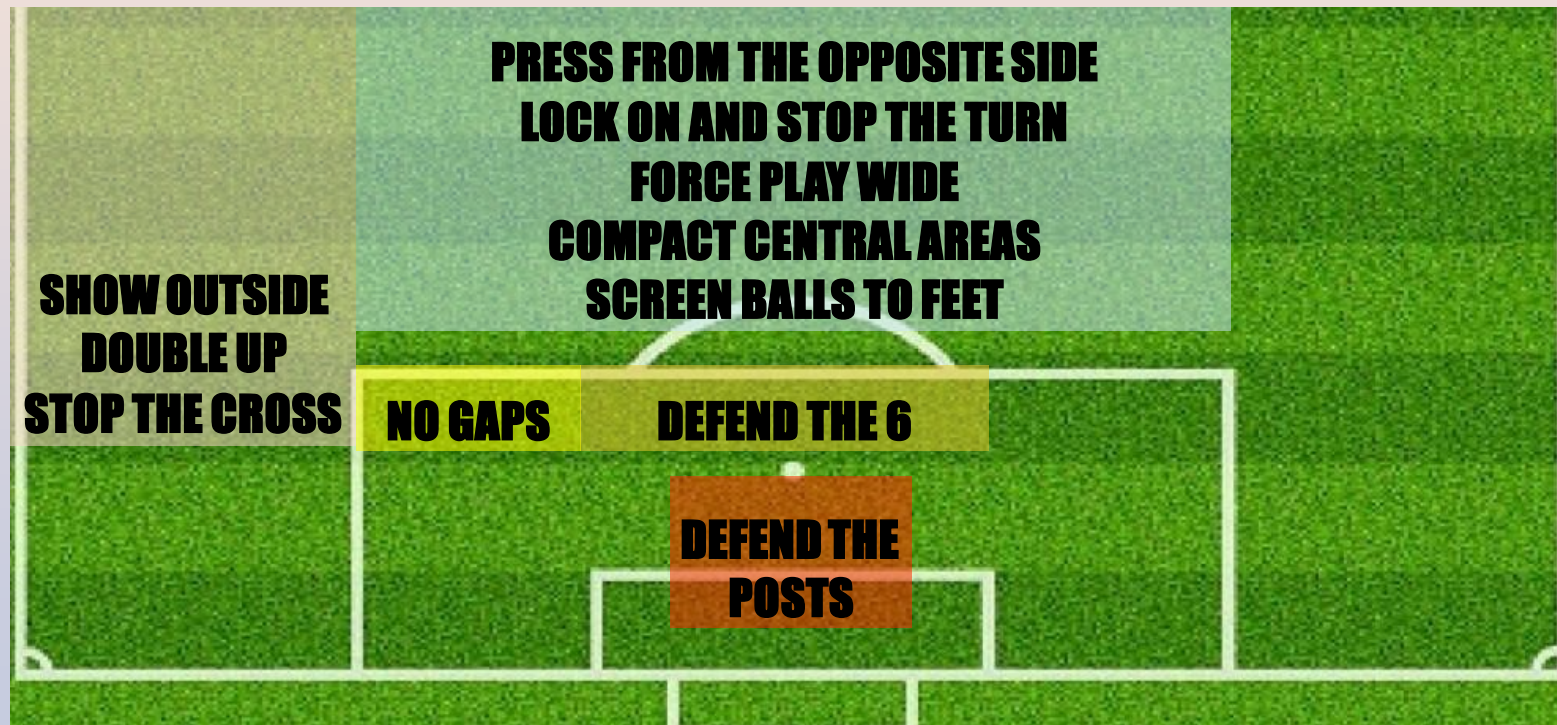 PRESS FROM THE OPPOSITE SIDE
LOCK ON AND STOP THE TURN
FORCE PLAY WIDE
COMPACT CENTRAL AREAS
SCREEN BALLS TO FEET
SHOW OUTSIDE
DOUBLE UP
STOP THE CROSS
NO GAPS
DEFEND THE 6
DEFEND THE
POSTS